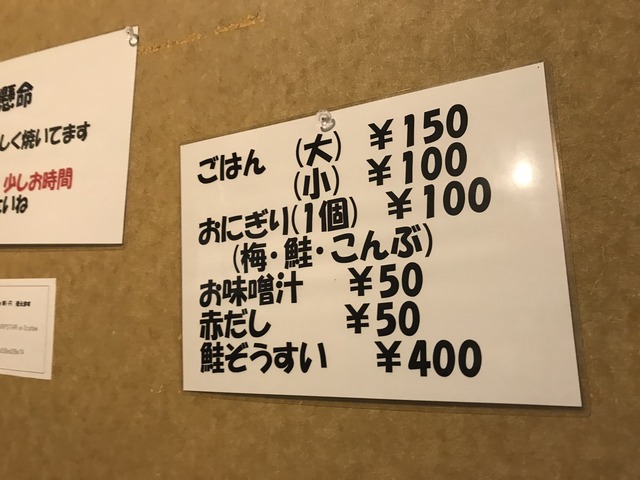 懸命
しく焼いてます
少しお時間
いね
ごはん (大) ¥150
(小) ¥100
おにぎり(1個) ¥100
(梅・鮭・こんぶ)
お味噌汁 ¥50
赤だし ¥50
鮭ぞうすい ¥400